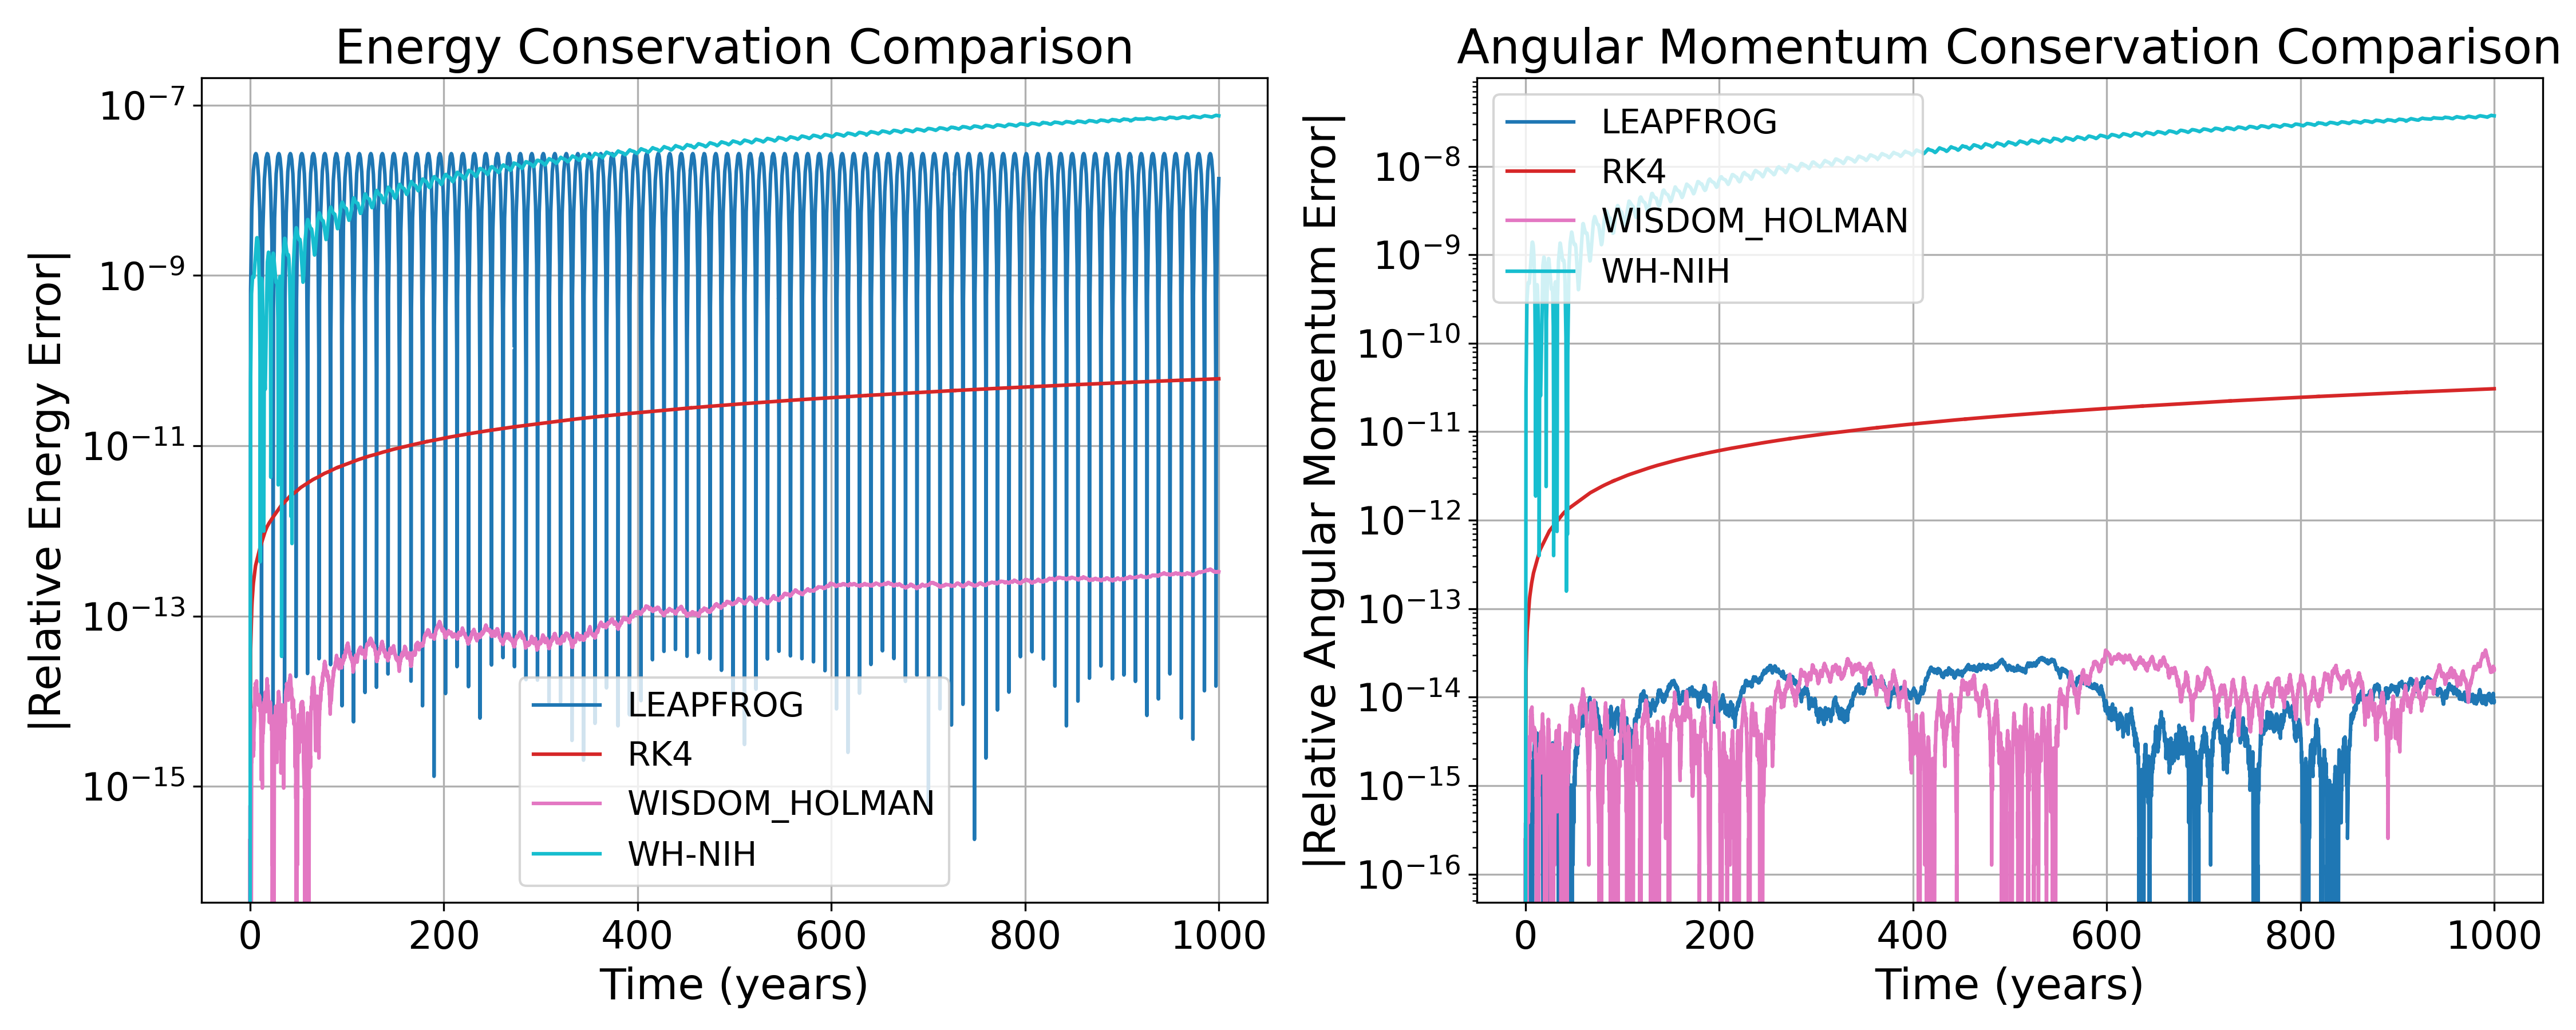 Energy Conservation Comparison
|Relative Energy Error|
10⁻⁷
10⁻⁹
10⁻¹¹
10⁻¹³
10⁻¹⁵
LEAPFROG
RK4
WISDOM_HOLMAN
WH-NIH
0 200 400 600 800 1000
Time (years)
Angular Momentum Conservation Comparison
|Relative Angular Momentum Error|
10⁻⁸
10⁻⁹
10⁻¹⁰
10⁻¹¹
10⁻¹²
10⁻¹³
10⁻¹⁴
10⁻¹⁵
10⁻¹⁶
LEAPFROG
RK4
WISDOM_HOLMAN
WH-NIH
0 200 400 600 800 1000
Time (years)